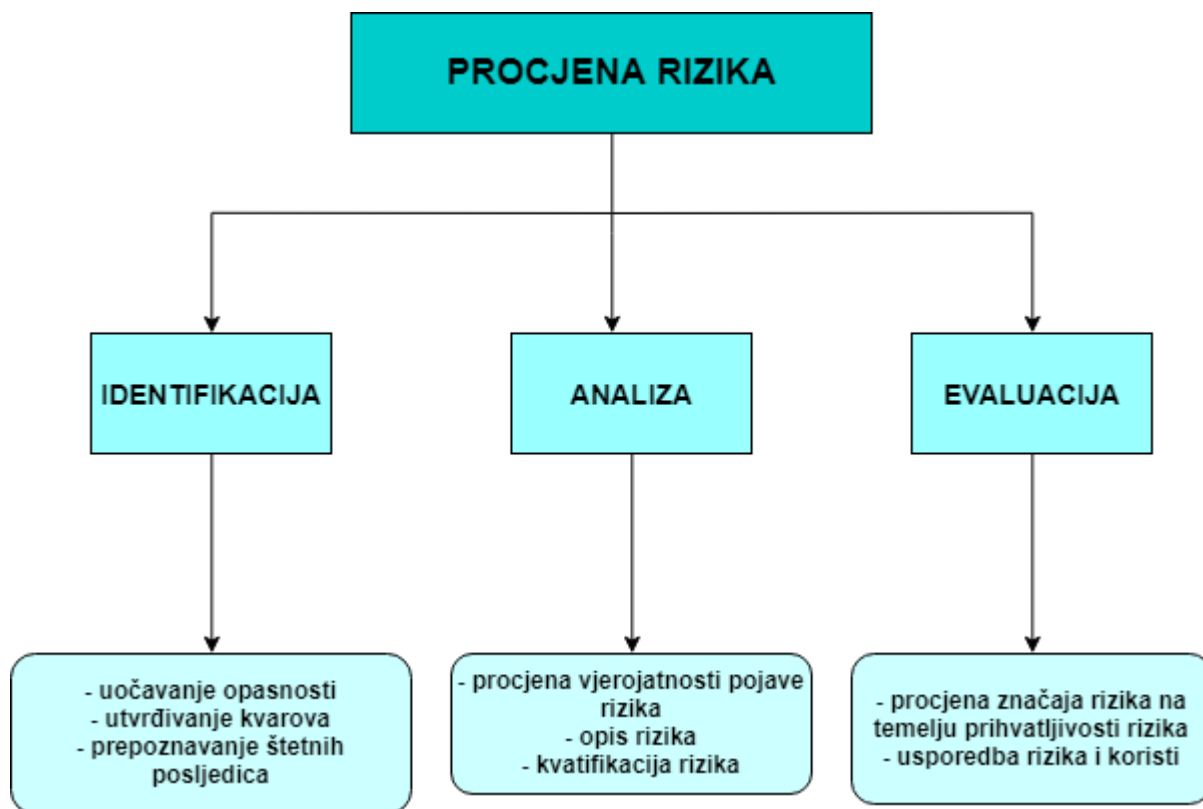 PROCJENA RIZIKA
IDENTIFIKACIJA
ANALIZA
EVALUACIJA
- uočavanje opasnosti
- utvrđivanje kvarova
- prepoznavanje štetnih
posljedica
- procjena vjerojatnosti pojave
rizika
- opis rizika
- kvatifikacija rizika
- procjena značaja rizika na
temelju prihvatljivosti rizika
- usporedba rizika i koristi